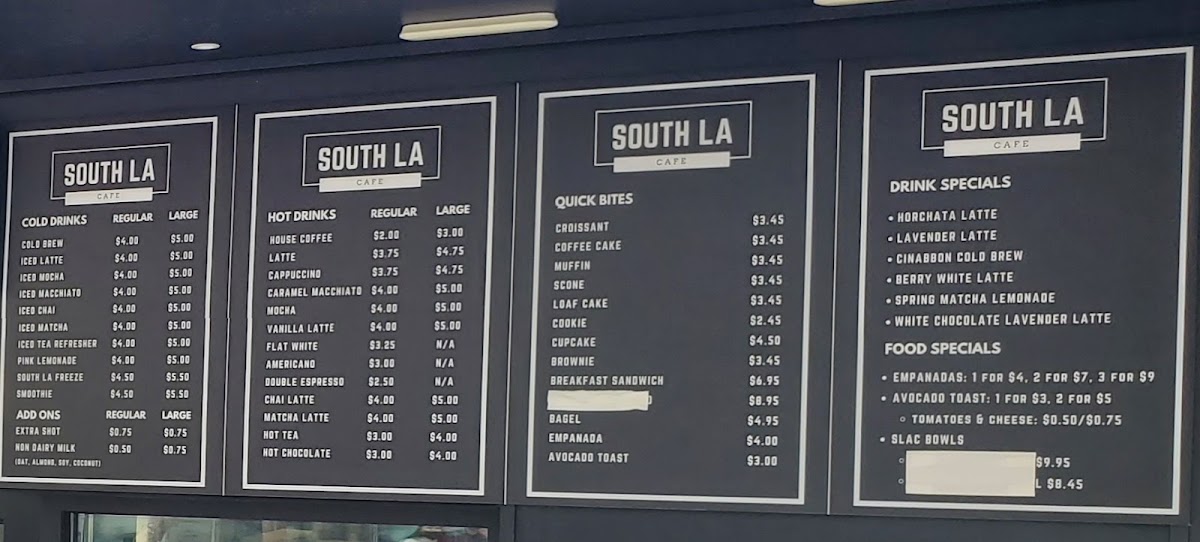 SOUTH LA
CAFE
COLD DRINKS REGULAR LARGE
COLD BREW $4.00 $5.00
ICED LATTE $4.00 $5.00
ICED MOCHA $4.00 $5.00
ICED MACCHIATO $4.00 $5.00
ICED CHAI $4.00 $5.00
ICED MATCHA $4.00 $5.00
ICED TEA REFRESHER $4.00 $5.00
PINK LEMONADE $4.00 $5.00
SOUTH LA FREEZE $4.50 $5.50
SMOOTHIE $4.50 $5.50
ADD ONS REGULAR LARGE
EXTRA SHOT $0.75 $0.75
NON DAIRY MILK $0.50 $0.75
(OAT, ALMOND, SOY, COCONUT)
SOUTH LA
CAFE
HOT DRINKS REGULAR LARGE
HOUSE COFFEE $2.00 $3.00
LATTE $3.75 $4.75
CAPPUCCINO $3.75 $4.75
CARAMEL MACCHIATO $4.00 $5.00
MOCHA $4.00 $5.00
VANILLA LATTE $4.00 $5.00
FLAT WHITE $3.25 N/A
AMERICANO $3.00 N/A
DOUBLE ESPRESSO $2.50 N/A
CHAI LATTE $4.00 $5.00
MATCHA LATTE $4.00 $5.00
HOT TEA $3.00 $4.00
HOT CHOCOLATE $3.00 $4.00
SOUTH LA
CAFE
QUICK BITES
CROISSANT $3.45
COFFEE CAKE $3.45
MUFFIN $3.45
SCONE $3.45
LOAF CAKE $3.45
COOKIE $2.45
CUPCAKE $4.50
BROWNIE $3.45
BREAKFAST SANDWICH $6.95
$8.95
BAGEL $4.95
EMPANADA $4.00
AVOCADO TOAST $3.00
SOUTH LA
CAFE
DRINK SPECIALS
• HORCHATA LATTE
• LAVENDER LATTE
• CINABBON COLD BREW
• BERRY WHITE LATTE
• SPRING MATCHA LEMONADE
• WHITE CHOCOLATE LAVENDER LATTE
FOOD SPECIALS
• EMPANADAS: 1 FOR $4, 2 FOR $7, 3 FOR $9
• AVOCADO TOAST: 1 FOR $3, 2 FOR $5
○ TOMATOES & CHEESE: $0.50/$0.75
• SLAC BOWLS
○ $9.95
○ L $8.45